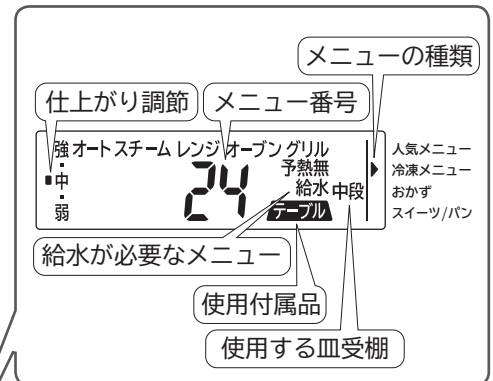 メニューの種類
仕上がり調節 メニュー番号
強 オート スチーム レンジ オーブン グリル
予熱無
中 24 給水 中段
弱 テーブル
人気メニュー
冷凍メニュー
おかず
スイーツ/パン
給水が必要なメニュー
使用付属品
使用する皿受棚